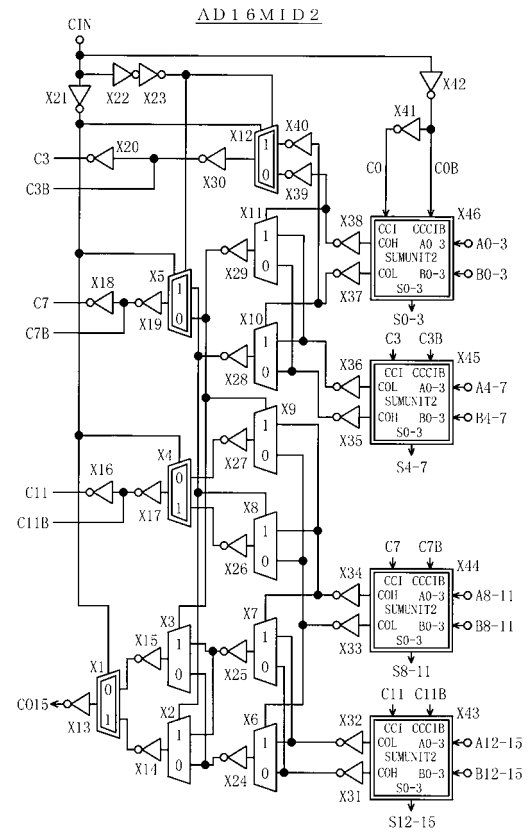 AD16MID2
CIN
X21
X22 X23
X42
X41
X12
X40
C3
X20
1
0
X30
C0
C0B
C3B
X39
X11
X38
X46
CCI CCCIB
COH A0-3
SUMUNIT2
COL B0-3
S0-3
A0-3
B0-3
X5
1
0
X29
X37
S0-3
C7
X18
1
0
X19
X10
C3 C3B
C7B
1
0
X28
X36
X45
CCI CCCIB
COL A0-3
SUMUNIT2
COH B0-3
S0-3
A4-7
B4-7
X9
X35
X4
1
0
X27
S4-7
X16
0
1
C11
X17
X8
C11B
1
0
X26
C7 C7B
X34
X44
CCI CCCIB
COH A0-3
SUMUNIT2
COL B0-3
S0-3
A8-11
B8-11
X3
X7
X15
1
0
1
0
X25
X33
X1
S8-11
0
1
X2
X6
C11 C11B
CO15
X13
1
0
X14
1
0
X24
X32
X43
CCI CCCIB
COL A0-3
SUMUNIT2
COH B0-3
S0-3
A12-15
B12-15
X31
S12-15